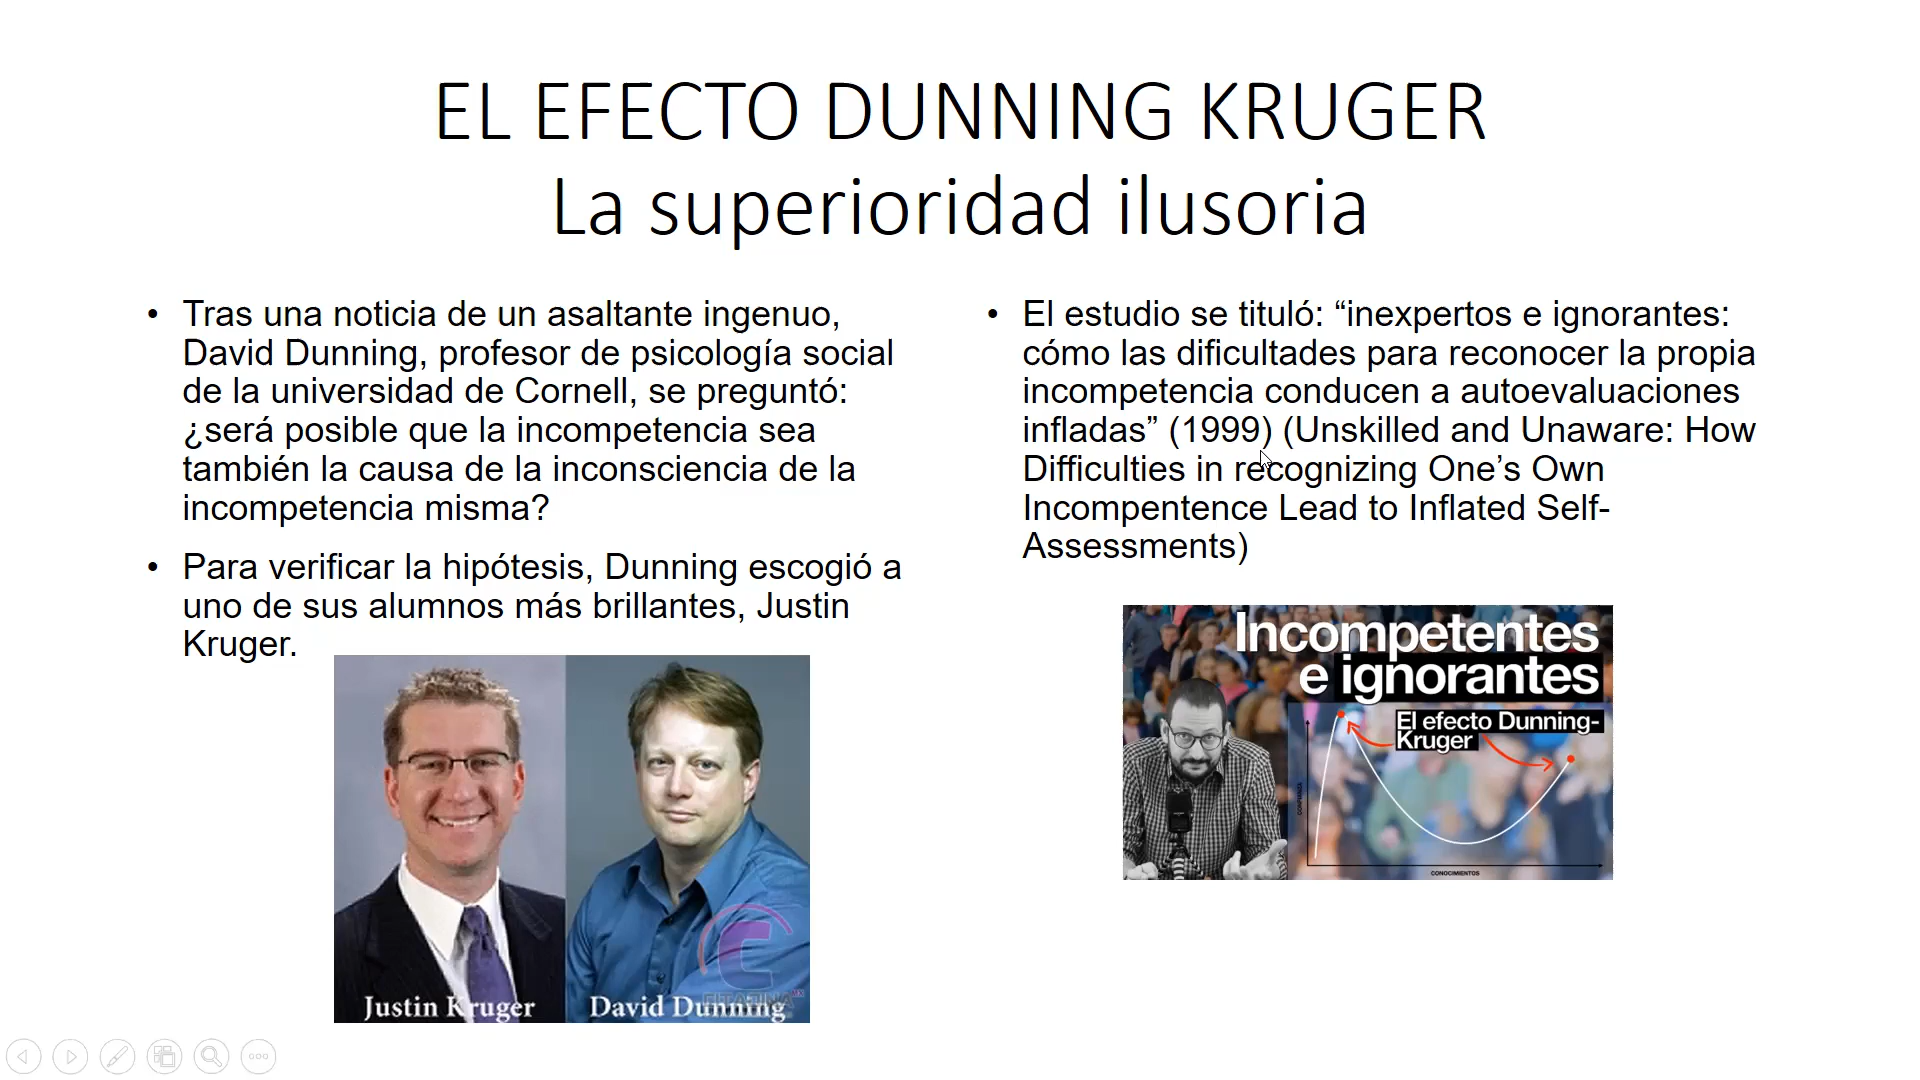 EL EFECTO DUNNING KRUGER
La superioridad ilusoria
• Tras una noticia de un asaltante ingenuo,
David Dunning, profesor de psicología social
de la universidad de Cornell, se preguntó:
¿será posible que la incompetencia sea
también la causa de la inconsciencia de la
incompetencia misma?
• Para verificar la hipótesis, Dunning escogió a
uno de sus alumnos más brillantes, Justin
Kruger.
Justin Kruger
David Dunning
• El estudio se tituló: “inexpertos e ignorantes:
cómo las dificultades para reconocer la propia
incompetencia conducen a autoevaluaciones
infladas” (1999) (Unskilled and Unaware: How
Difficulties in recognizing One’s Own
Incompentence Lead to Inflated Self-
Assessments)
Incompetentes
e ignorantes
El efecto Dunning-
Kruger
CONFIANZA
CONOCIMIENTOS